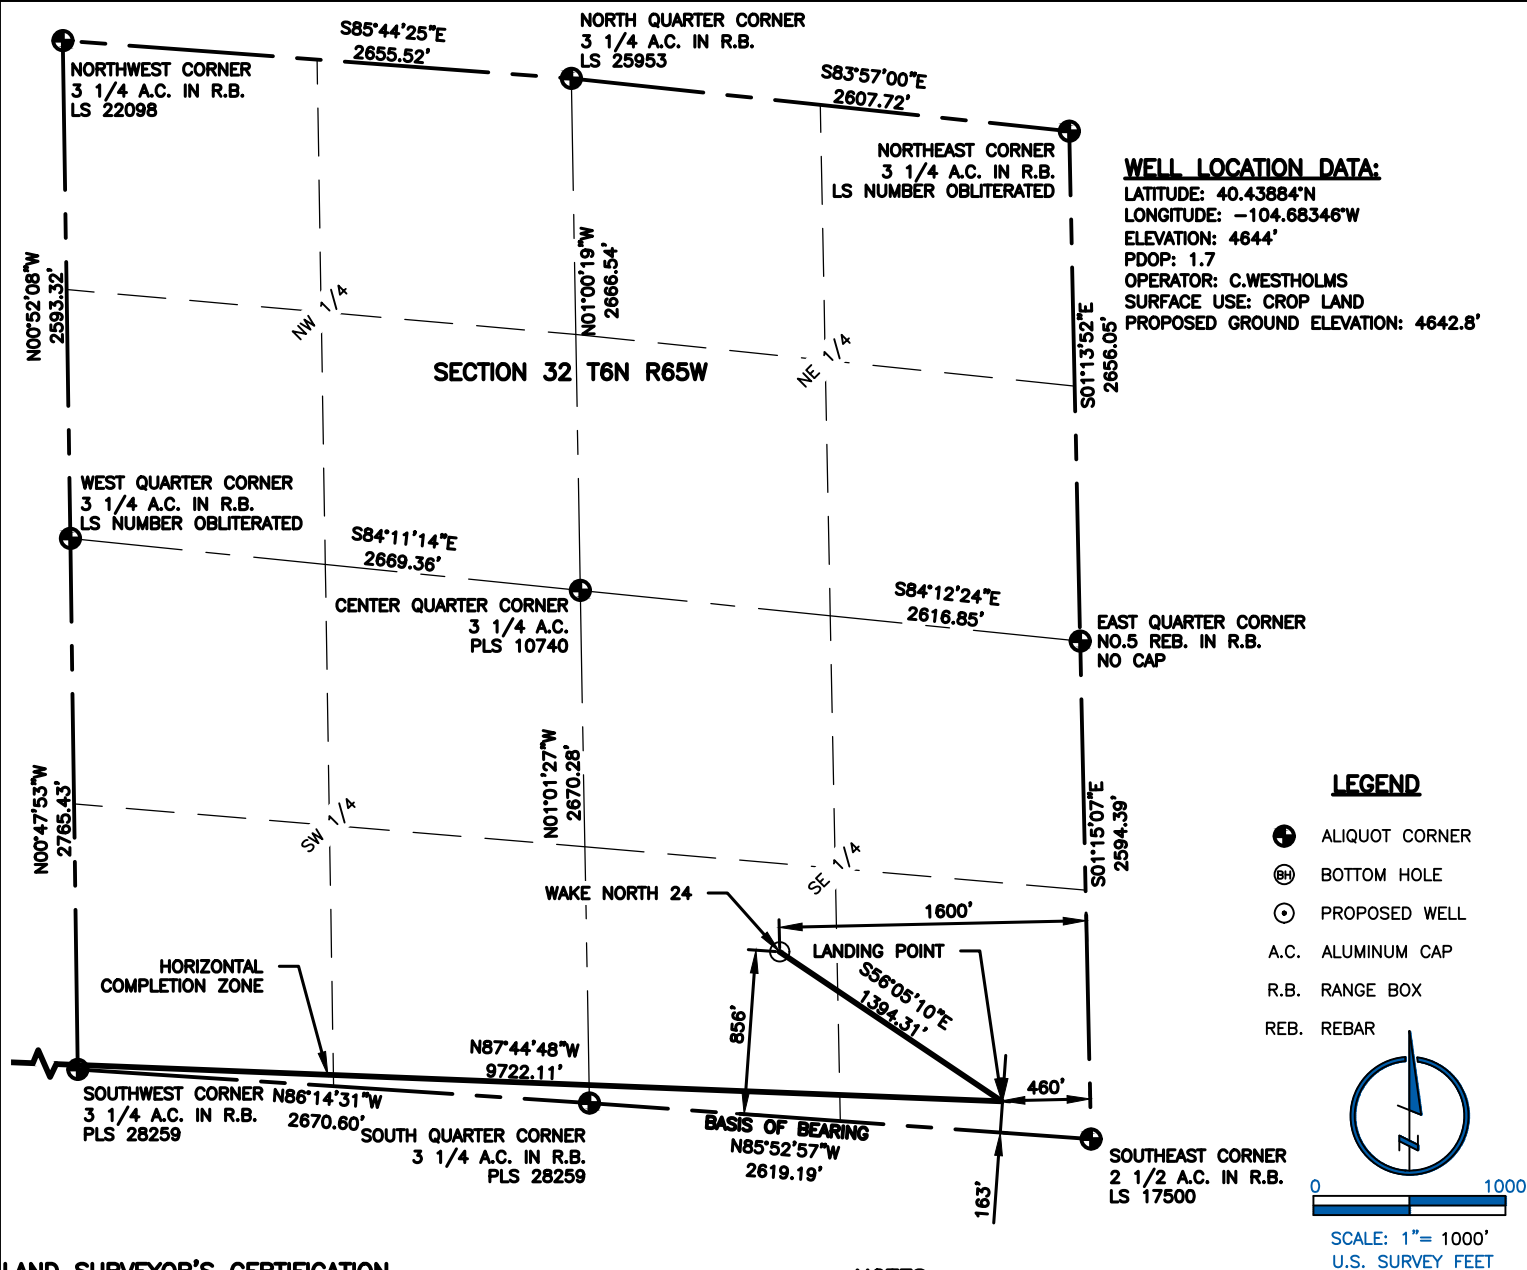 S85°44'25"E
2655.52'
NORTH QUARTER CORNER
3 1/4 A.C. IN R.B.
LS 25953
NORTHWEST CORNER
3 1/4 A.C. IN R.B.
LS 22098
S83°57'00"E
2607.72'
NORTHEAST CORNER
3 1/4 A.C. IN R.B.
LS NUMBER OBLITERATED
WELL LOCATION DATA:
LATITUDE: 40.43884°N
LONGITUDE: -104.68346°W
ELEVATION: 4644'
PDOP: 1.7
OPERATOR: C.WESTHOLMS
SURFACE USE: CROP LAND
PROPOSED GROUND ELEVATION: 4642.8'
N00°52'08"W
2593.32'
NW 1/4
N01°00'19"W
2666.54'
NE 1/4
S01°13'52"E
2656.05'
SECTION 32 T6N R65W
WEST QUARTER CORNER
3 1/4 A.C. IN R.B.
LS NUMBER OBLITERATED
S84°11'14"E
2669.36'
CENTER QUARTER CORNER
3 1/4 A.C.
PLS 10740
S84°12'24"E
2616.85'
EAST QUARTER CORNER
NO.5 REB. IN R.B.
NO CAP
N00°47'53"W
2765.43'
SW 1/4
N01°01'27"W
2670.28'
SE 1/4
S01°15'07"E
2594.39'
LEGEND
ALIQUOT CORNER
BH BOTTOM HOLE
PROPOSED WELL
A.C. ALUMINUM CAP
R.B. RANGE BOX
REB. REBAR
WAKE NORTH 24
1600'
LANDING POINT
S56°05'10"E
1394.31'
856'
HORIZONTAL
COMPLETION ZONE
N87°44'48"W
9722.11'
460'
SOUTHWEST CORNER
3 1/4 A.C. IN R.B.
PLS 28259
N86°14'31"W
2670.60'
SOUTH QUARTER CORNER
3 1/4 A.C. IN R.B.
PLS 28259
BASIS OF BEARING
N85°52'57"W
2619.19'
163'
SOUTHEAST CORNER
2 1/2 A.C. IN R.B.
LS 17500
N
0 1000
SCALE: 1"= 1000'
U.S. SURVEY FEET
LAND SURVEYOR'S CERTIFICATION
NOTES